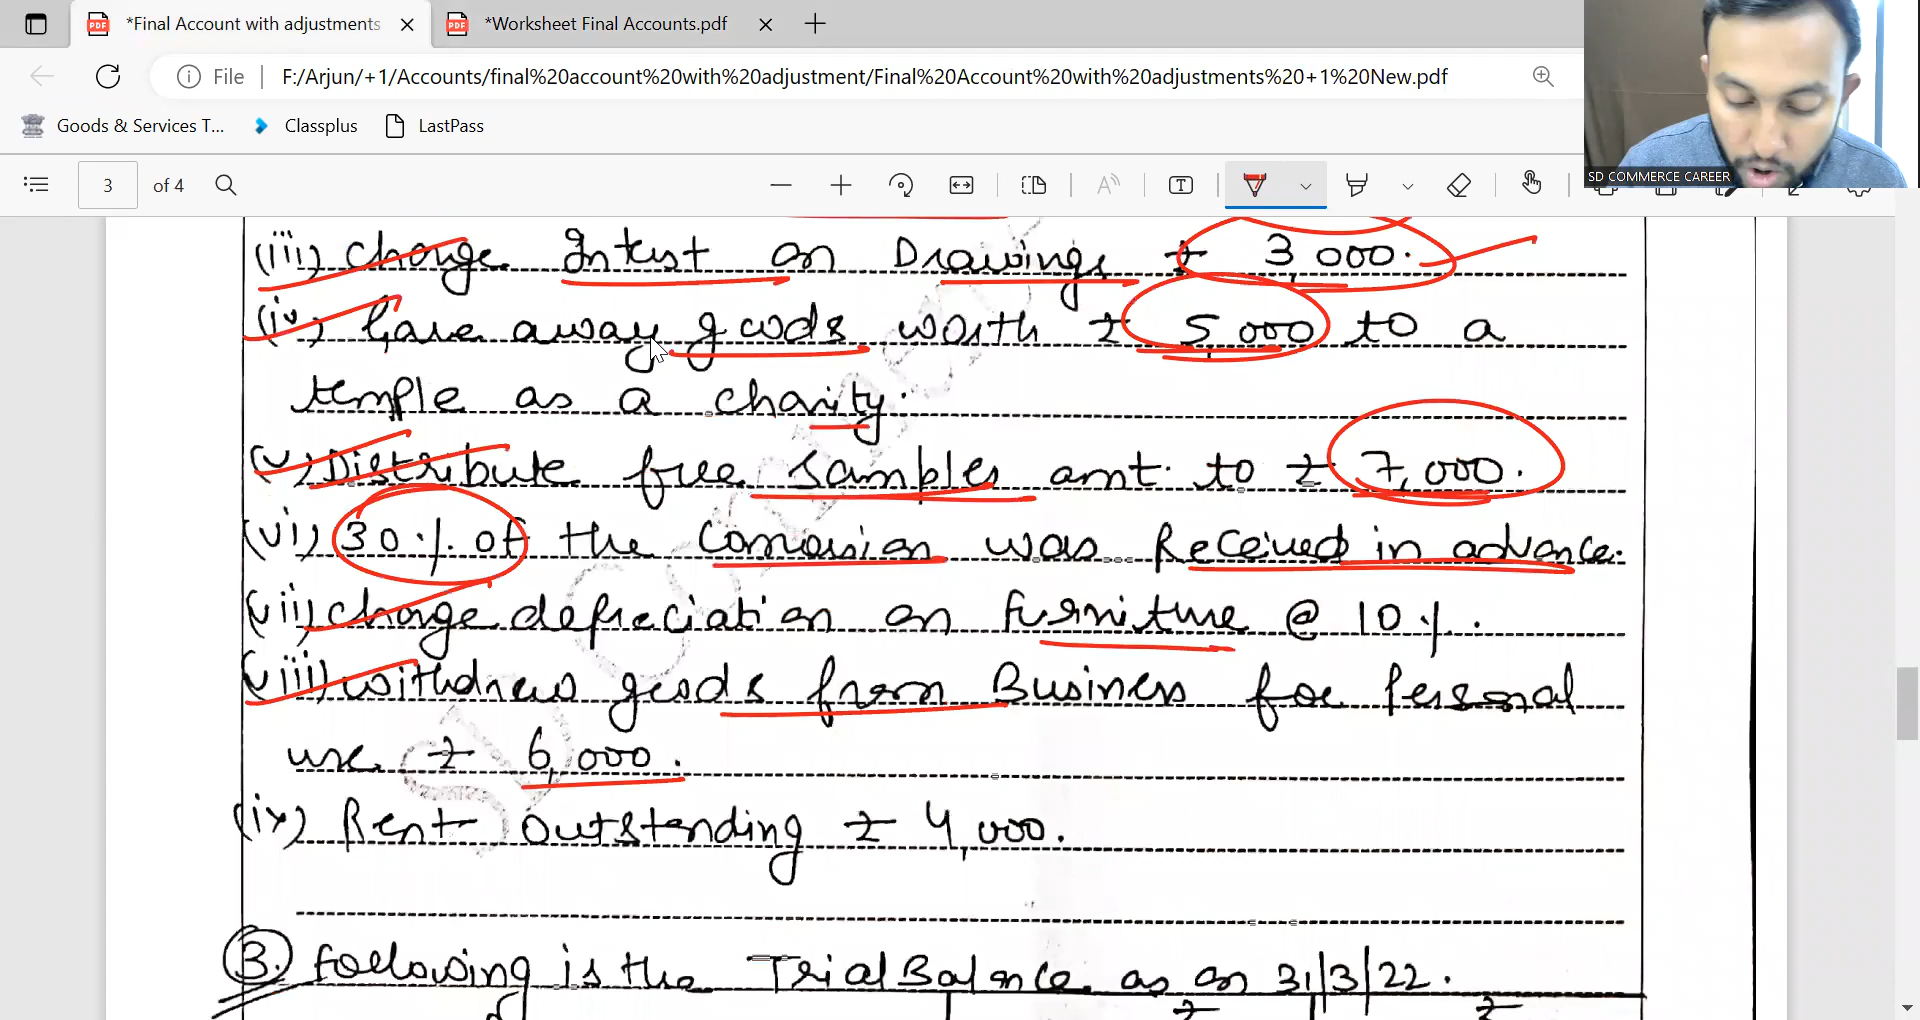 *Final Account with adjustments
*Worksheet Final Accounts.pdf
File
F:/Arjun/+1/Accounts/final%20account%20with%20adjustment/Final%20Account%20with%20adjustments%20+1%20New.pdf
Goods & Services T...
Classplus
LastPass
3 of 4
SD COMMERCE CAREER
(iii) Charge Intest on Drawings ₹ 3,000.
(iv) Gave away goods worth ₹ 5,000 to a
temple as a charity.
(v) Distribute free samples amt. to ₹ 7,000.
(vi) 30% of the Commission was Received in advance.
(vii) charge depreciation on furniture @ 10%.
(viii) withdrew goods from Business for Personal
use ₹ 6,000.
(ix) Rent Outstanding ₹ 4,000.
3. Following is the Trial Balance as on 31/3/22.
₹ ₹